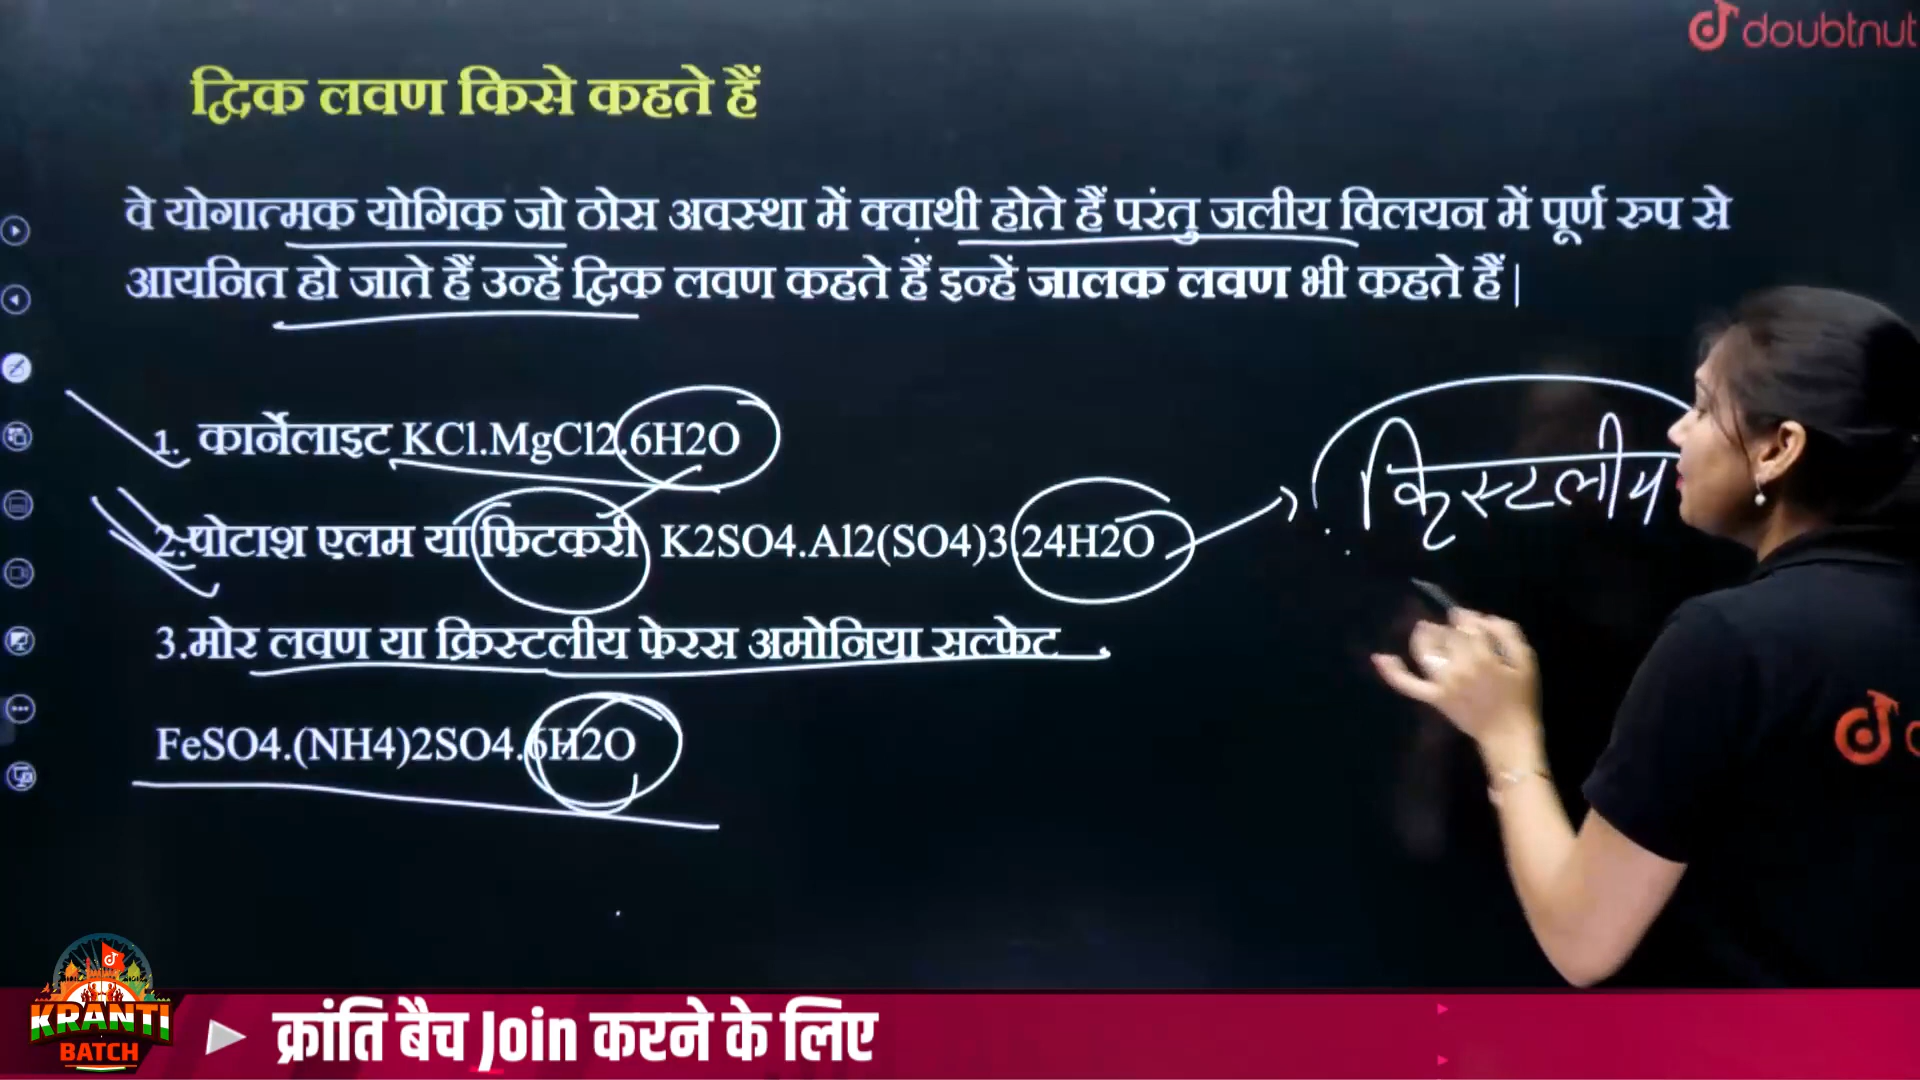 doubtnut
द्विक लवण किसे कहते हैं
वे योगात्मक योगिक जो ठोस अवस्था में क्वाथी होते हैं परंतु जलीय विलयन में पूर्ण रुप से
आयनित हो जाते हैं उन्हें द्विक लवण कहते हैं इन्हें जालक लवण भी कहते हैं|
1. कार्नेलाइट KCl.MgCl2.6H2O
क्रिस्टलीय
2.पोटाश एलम या फिटकरी K2SO4.Al2(SO4)3.24H2O
3.मोर लवण या क्रिस्टलीय फेरस अमोनिया सल्फेट
FeSO4.(NH4)2SO4.6H2O
KRANTI
BATCH
क्रांति बैच Join करने के लिए